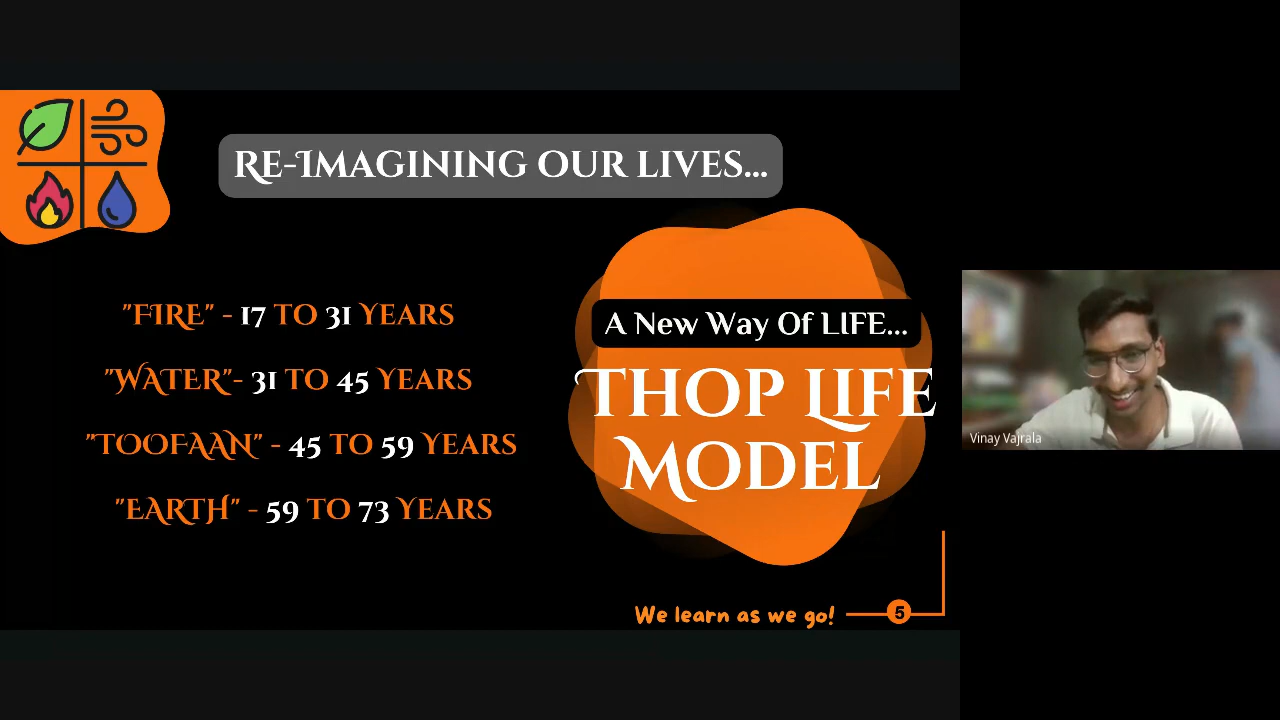 RE-IMAGINING OUR LIVES...
"FIRE" - 17 TO 31 YEARS
"WATER"- 31 TO 45 YEARS
"TOOFAAN" - 45 TO 59 YEARS
"EARTH" - 59 TO 73 YEARS
A New Way Of LIFE...
THOP LIFE
MODEL
We learn as we go!
5
Vinay Vajrala